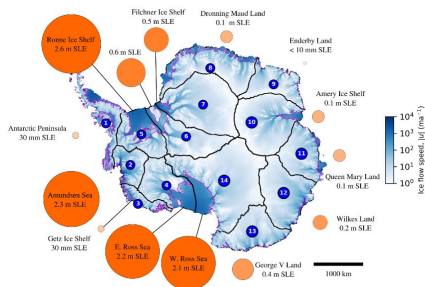 Filchner Ice Shelf
0.5 m SLE
Dronning Maud Land
0.1 m SLE
Ronne Ice Shelf
2.6 m SLE
0.6 m SLE
Enderby Land
< 10 mm SLE
8
9
7
Amery Ice Shelf
0.1 m SLE
1
5
6
10
Antarctic Peninsula
30 mm SLE
11
2
4
14
12
Queen Mary Land
0.1 m SLE
Amundsen Sea
2.3 m SLE
3
Getz Ice Shelf
30 mm SLE
E. Ross Sea
2.2 m SLE
W. Ross Sea
2.1 m SLE
13
Wilkes Land
0.2 m SLE
George V Land
0.4 m SLE
1000 km
10⁴
10³
10²
10¹
10⁰
Ice flow speed, |u| (ma⁻¹)